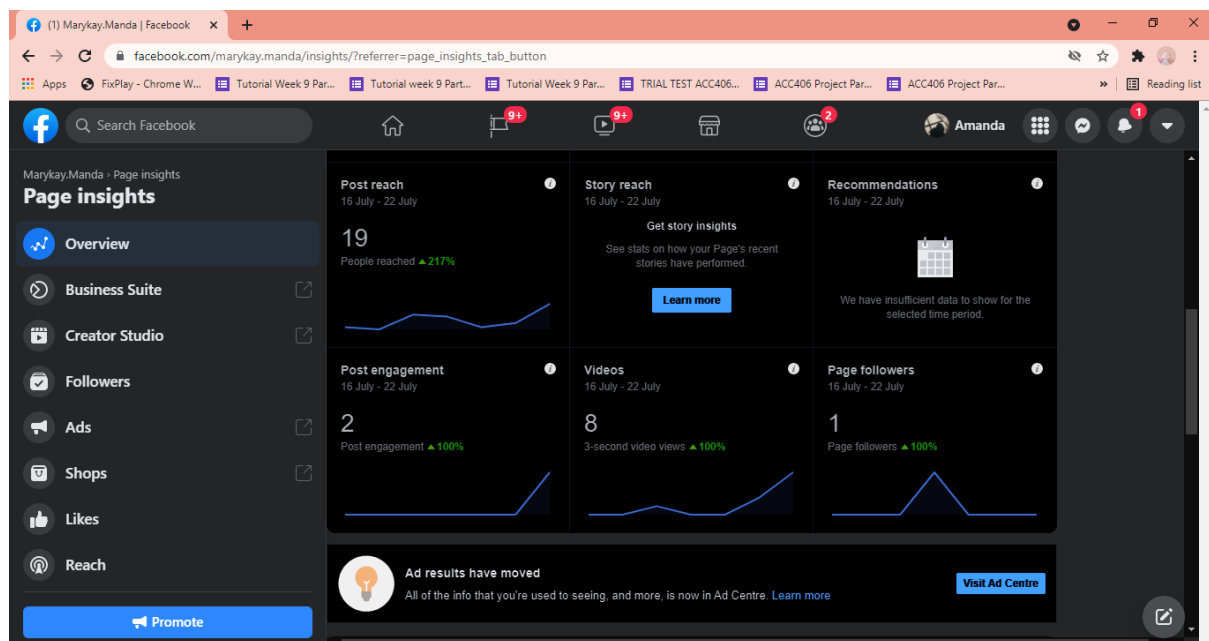 (1) Marykay.Manda | Facebook
facebook.com/marykay.manda/insights/?referrer=page_insights_tab_button
Apps FixPlay - Chrome W... Tutorial Week 9 Par... Tutorial week 9 Part... Tutorial Week 9 Par... TRIAL TEST ACC406... ACC406 Project Par... ACC406 Project Par... » Reading list
Search Facebook 9+ 9+ 2 Amanda 1
Marykay.Manda › Page insights
Page insights
Overview
Business Suite
Creator Studio
Followers
Ads
Shops
Likes
Reach
Promote
Post reach
16 July - 22 July
19
People reached ▲ 217%
Story reach
16 July - 22 July
Get story insights
See stats on how your Page's recent
stories have performed.
Learn more
Recommendations
16 July - 22 July
We have insufficient data to show for the
selected time period.
Post engagement
16 July - 22 July
2
Post engagement ▲ 100%
Videos
16 July - 22 July
8
3-second video views ▲ 100%
Page followers
16 July - 22 July
1
Page followers ▲ 100%
Ad results have moved
All of the info that you're used to seeing, and more, is now in Ad Centre. Learn more
Visit Ad Centre